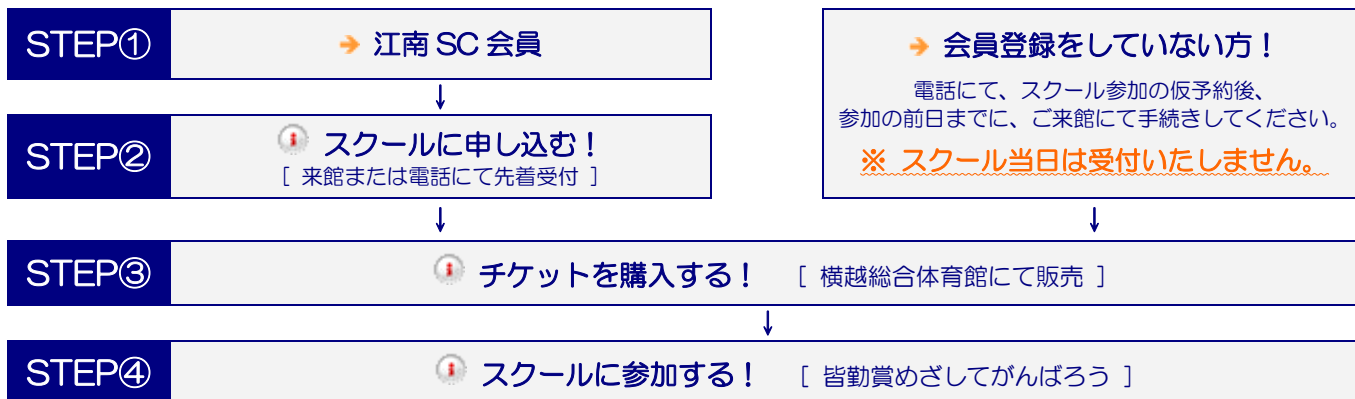 STEP①
江南 SC 会員
STEP②
スクールに申し込む！
[ 来館または電話にて先着受付 ]
会員登録をしていない方！
電話にて、スクール参加の仮予約後、
参加の前日までに、ご来館にて手続きしてください。
※ スクール当日は受付いたしません。
STEP③
チケットを購入する！ [ 横越総合体育館にて販売 ]
STEP④
スクールに参加する！ [ 皆勤賞めざしてがんばろう ]